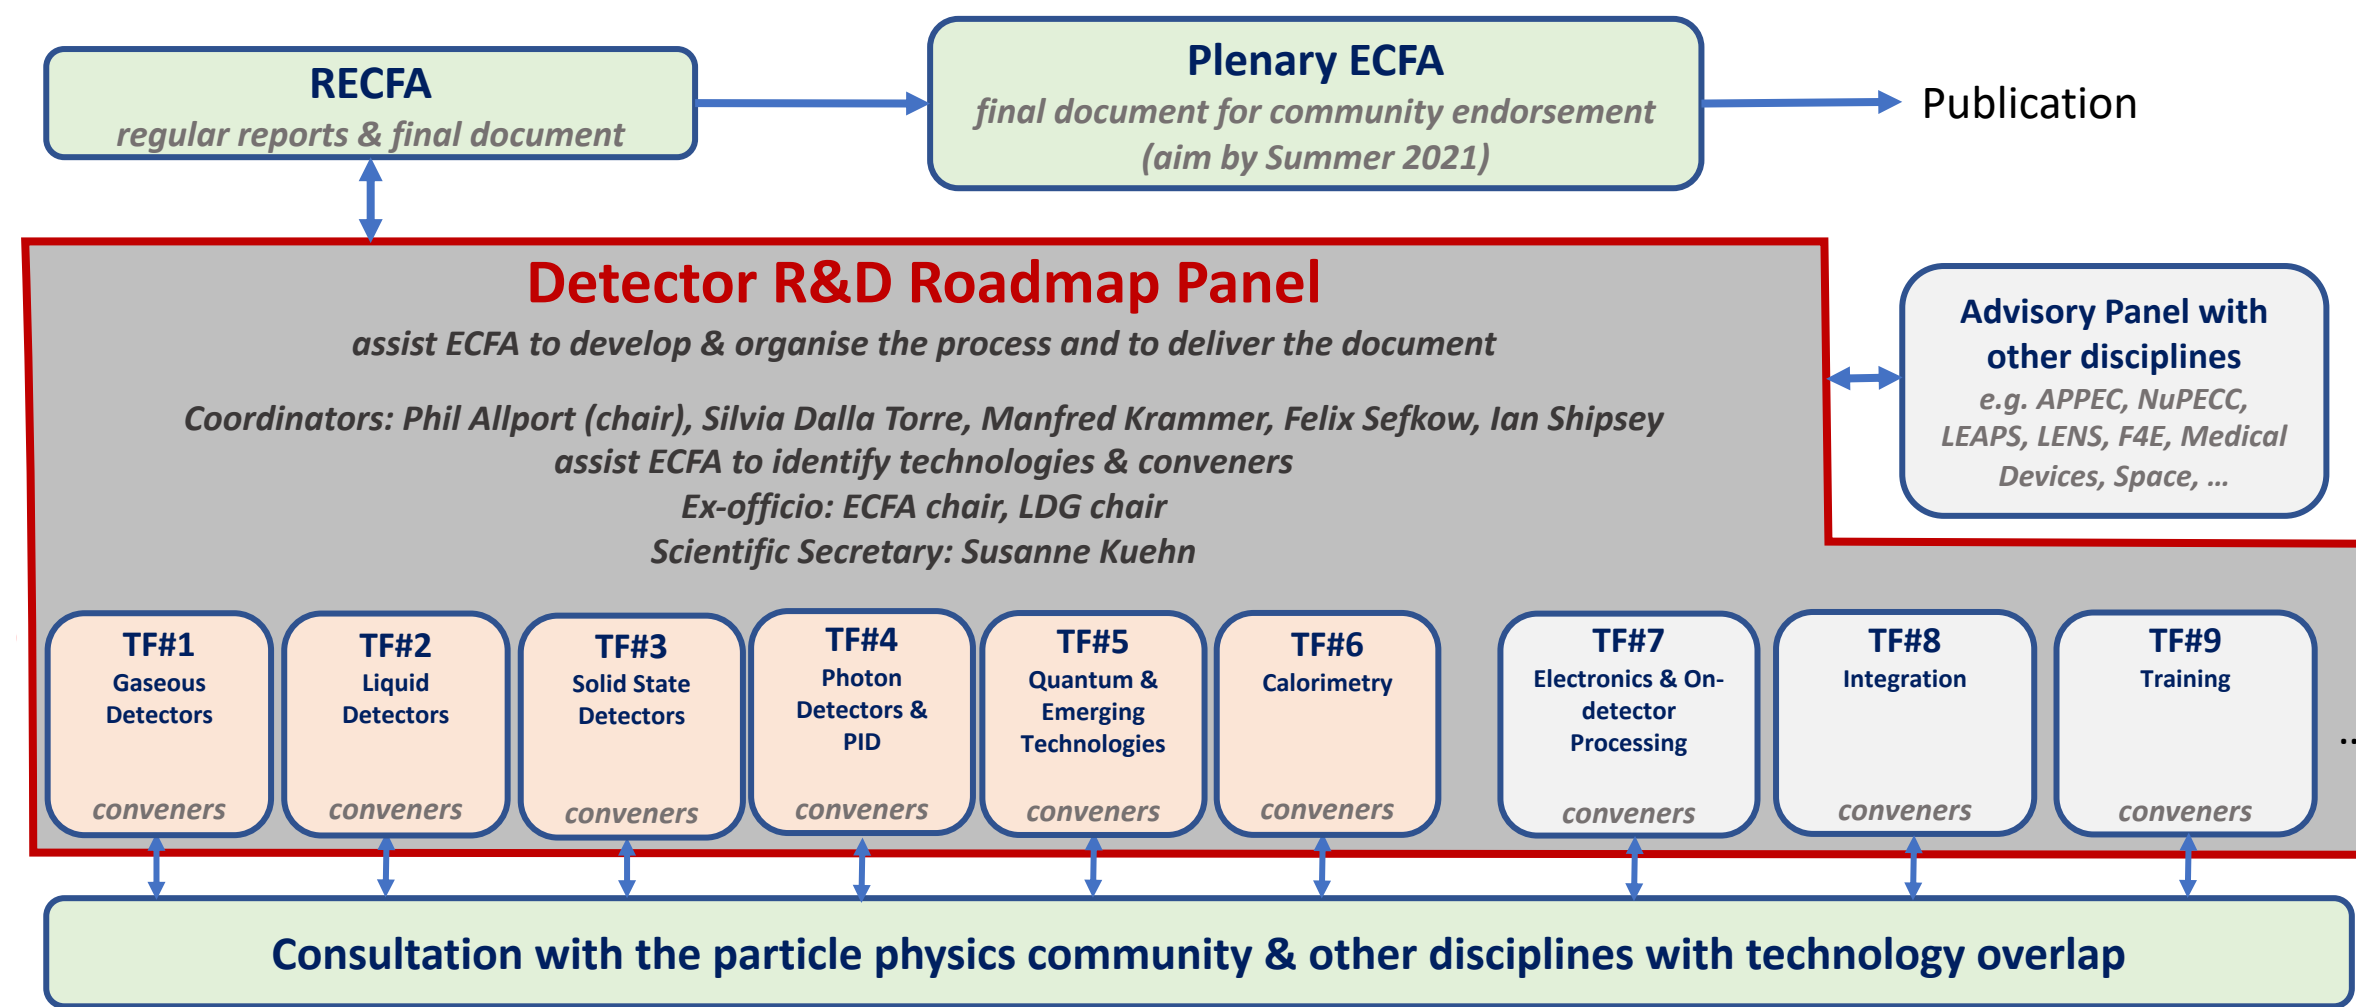 RECFA
regular reports & final document
Plenary ECFA
final document for community endorsement
(aim by Summer 2021)
Publication
Detector R&D Roadmap Panel
assist ECFA to develop & organise the process and to deliver the document
Coordinators: Phil Allport (chair), Silvia Dalla Torre, Manfred Krammer, Felix Sefkow, Ian Shipsey
assist ECFA to identify technologies & conveners
Ex-officio: ECFA chair, LDG chair
Scientific Secretary: Susanne Kuehn
Advisory Panel with
other disciplines
e.g. APPEC, NuPECC,
LEAPS, LENS, F4E, Medical
Devices, Space, …
TF#1
Gaseous
Detectors
conveners
TF#2
Liquid
Detectors
conveners
TF#3
Solid State
Detectors
conveners
TF#4
Photon
Detectors &
PID
conveners
TF#5
Quantum &
Emerging
Technologies
conveners
TF#6
Calorimetry
conveners
TF#7
Electronics & On-
detector
Processing
conveners
TF#8
Integration
conveners
TF#9
Training
conveners
..
Consultation with the particle physics community & other disciplines with technology overlap